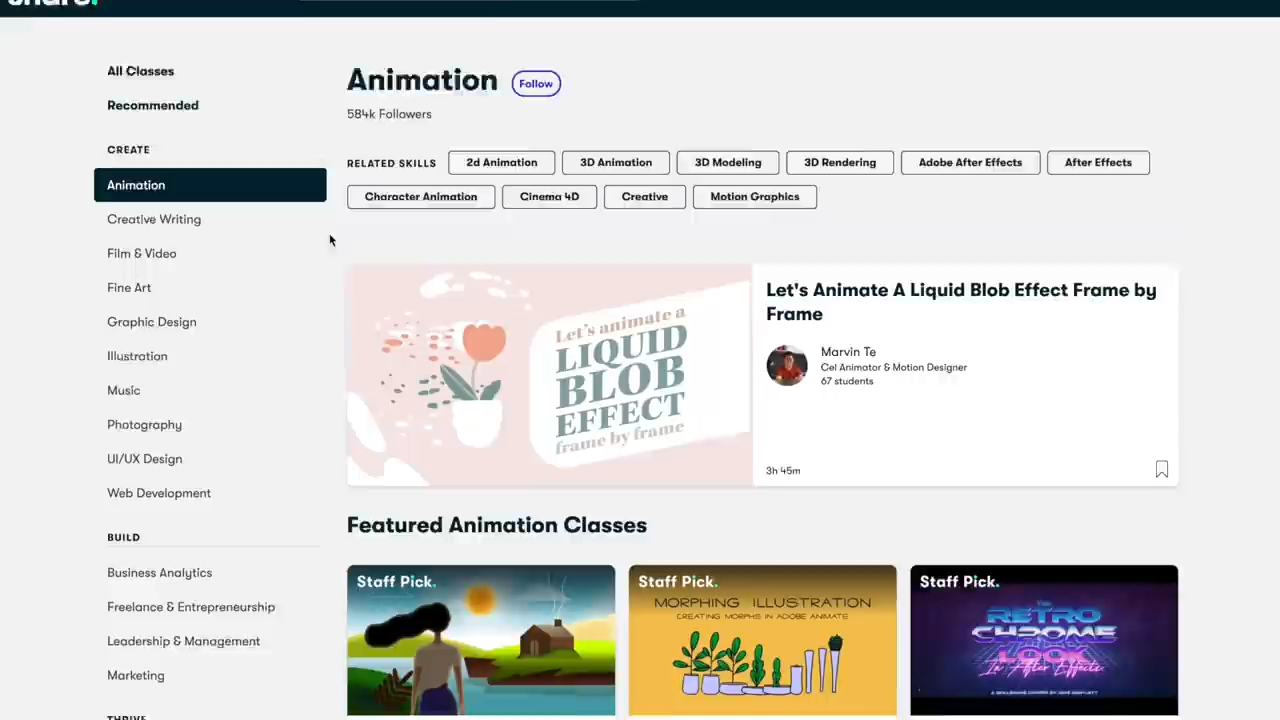 share.
All Classes
Recommended
CREATE
Animation
Creative Writing
Film & Video
Fine Art
Graphic Design
Illustration
Music
Photography
UI/UX Design
Web Development
BUILD
Business Analytics
Freelance & Entrepreneurship
Leadership & Management
Marketing
THRIVE
Animation
Follow
584k Followers
RELATED SKILLS
2d Animation
3D Animation
3D Modeling
3D Rendering
Adobe After Effects
After Effects
Character Animation
Cinema 4D
Creative
Motion Graphics
Let's animate a
LIQUID
BLOB
EFFECT
frame by frame
Let's Animate A Liquid Blob Effect Frame by
Frame
Marvin Te
Cel Animator & Motion Designer
67 students
3h 45m
Featured Animation Classes
Staff Pick.
Staff Pick.
MORPHING ILLUSTRATION
CREATING MORPHS IN ADOBE ANIMATE
Staff Pick.
RETRO
CHROME
LOOK
In After Effects